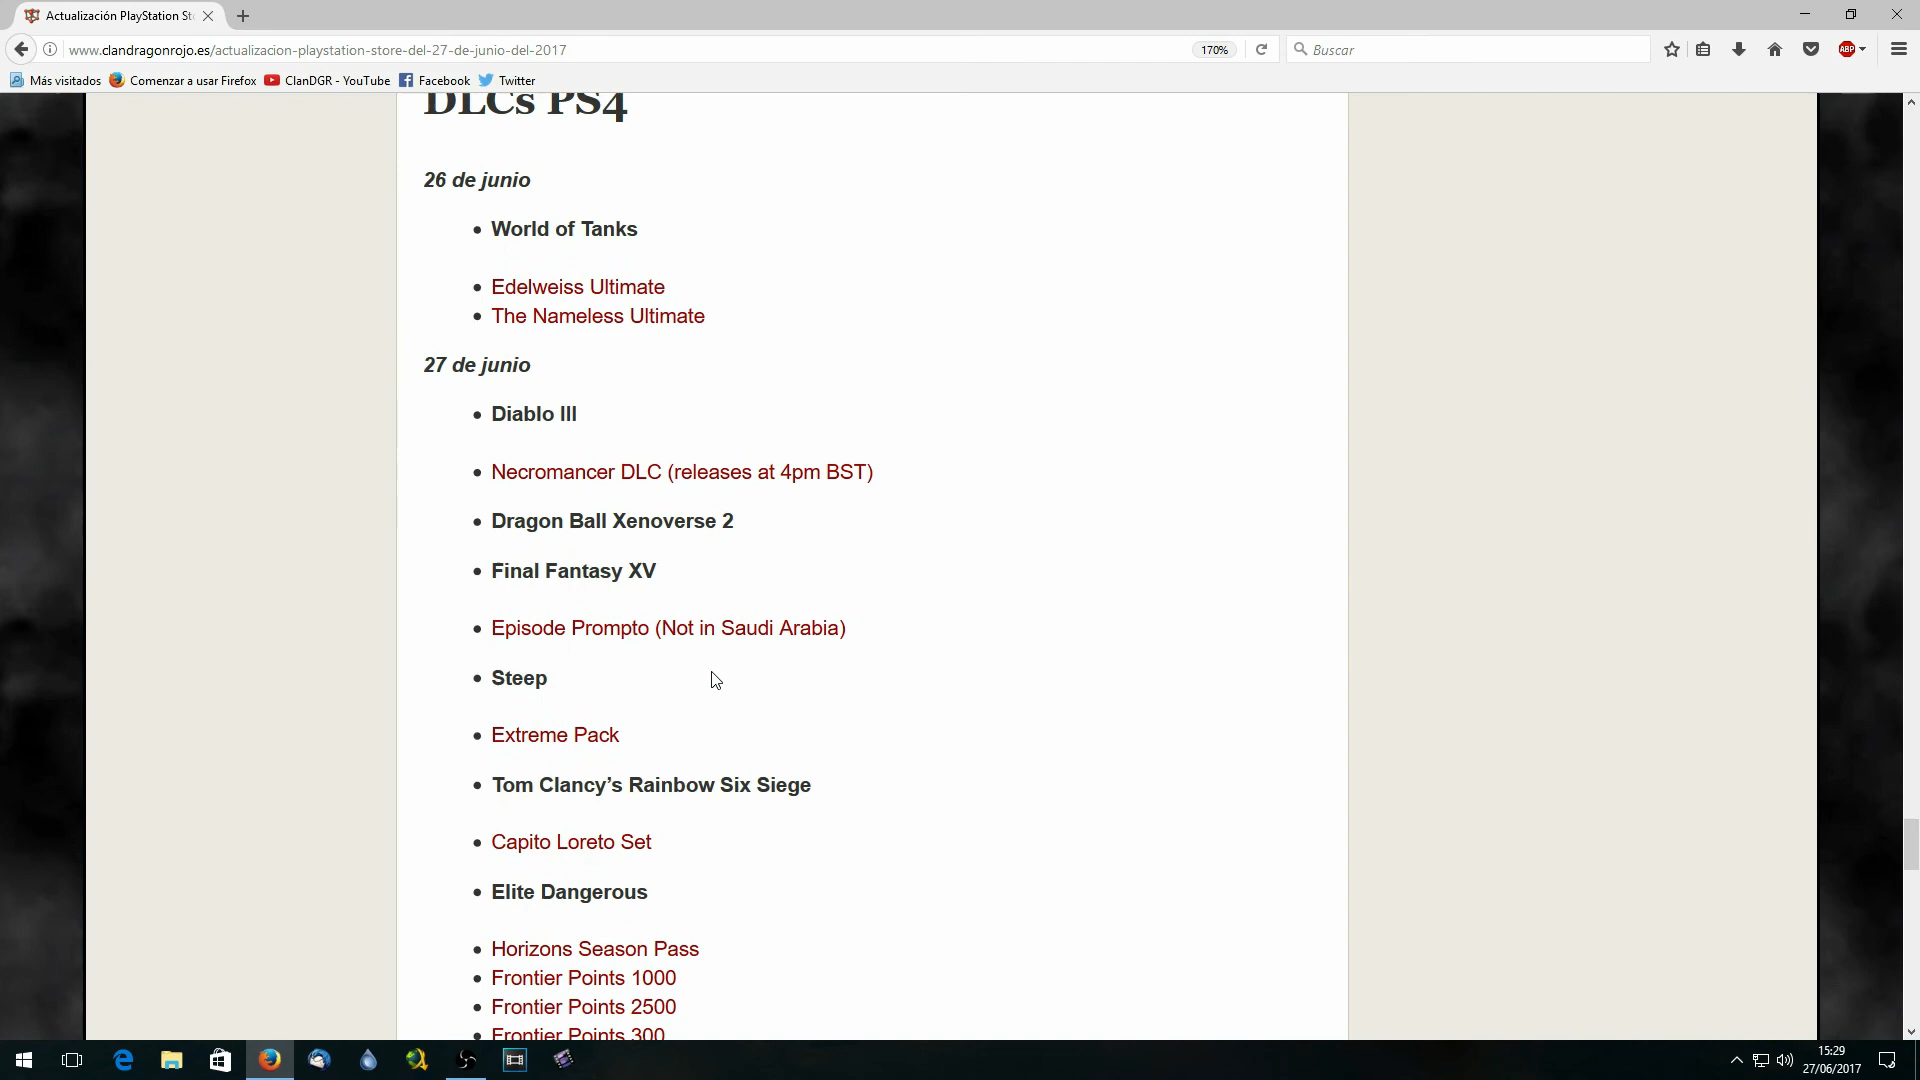 Actualización PlayStation St
www.clandragonrojo.es/actualizacion-playstation-store-del-27-de-junio-del-2017
170%
Buscar
ABP
Más visitados
Comenzar a usar Firefox
ClanDGR - YouTube
Facebook
Twitter
DLCs PS4
26 de junio
World of Tanks
Edelweiss Ultimate
The Nameless Ultimate
27 de junio
Diablo III
Necromancer DLC (releases at 4pm BST)
Dragon Ball Xenoverse 2
Final Fantasy XV
Episode Prompto (Not in Saudi Arabia)
Steep
Extreme Pack
Tom Clancy’s Rainbow Six Siege
Capito Loreto Set
Elite Dangerous
Horizons Season Pass
Frontier Points 1000
Frontier Points 2500
Frontier Points 300
15:29
27/06/2017